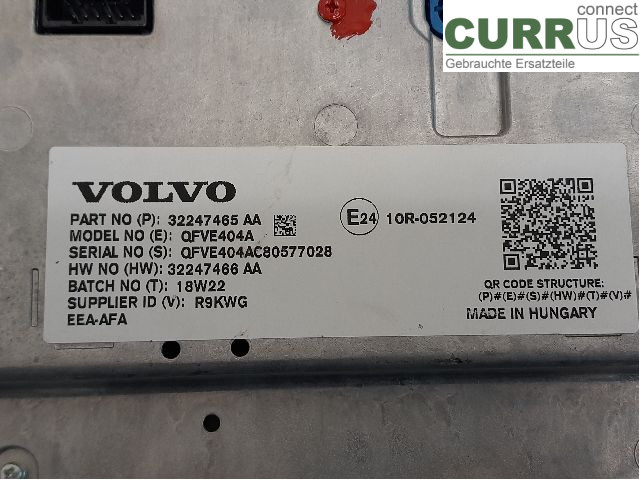 connect
CURRUS
Gebrauchte Ersatzteile
VOLVO
PART NO (P): 32247465 AA
MODEL NO (E): QFVE404A
SERIAL NO (S): QFVE404AC80577028
HW NO (HW): 32247466 AA
BATCH NO (T): 18W22
SUPPLIER ID (V): R9KWG
EEA-AFA
E24 10R-052124
QR CODE STRUCTURE:
(P)#(E)#(S)#(HW)#(T)#(V)#
MADE IN HUNGARY